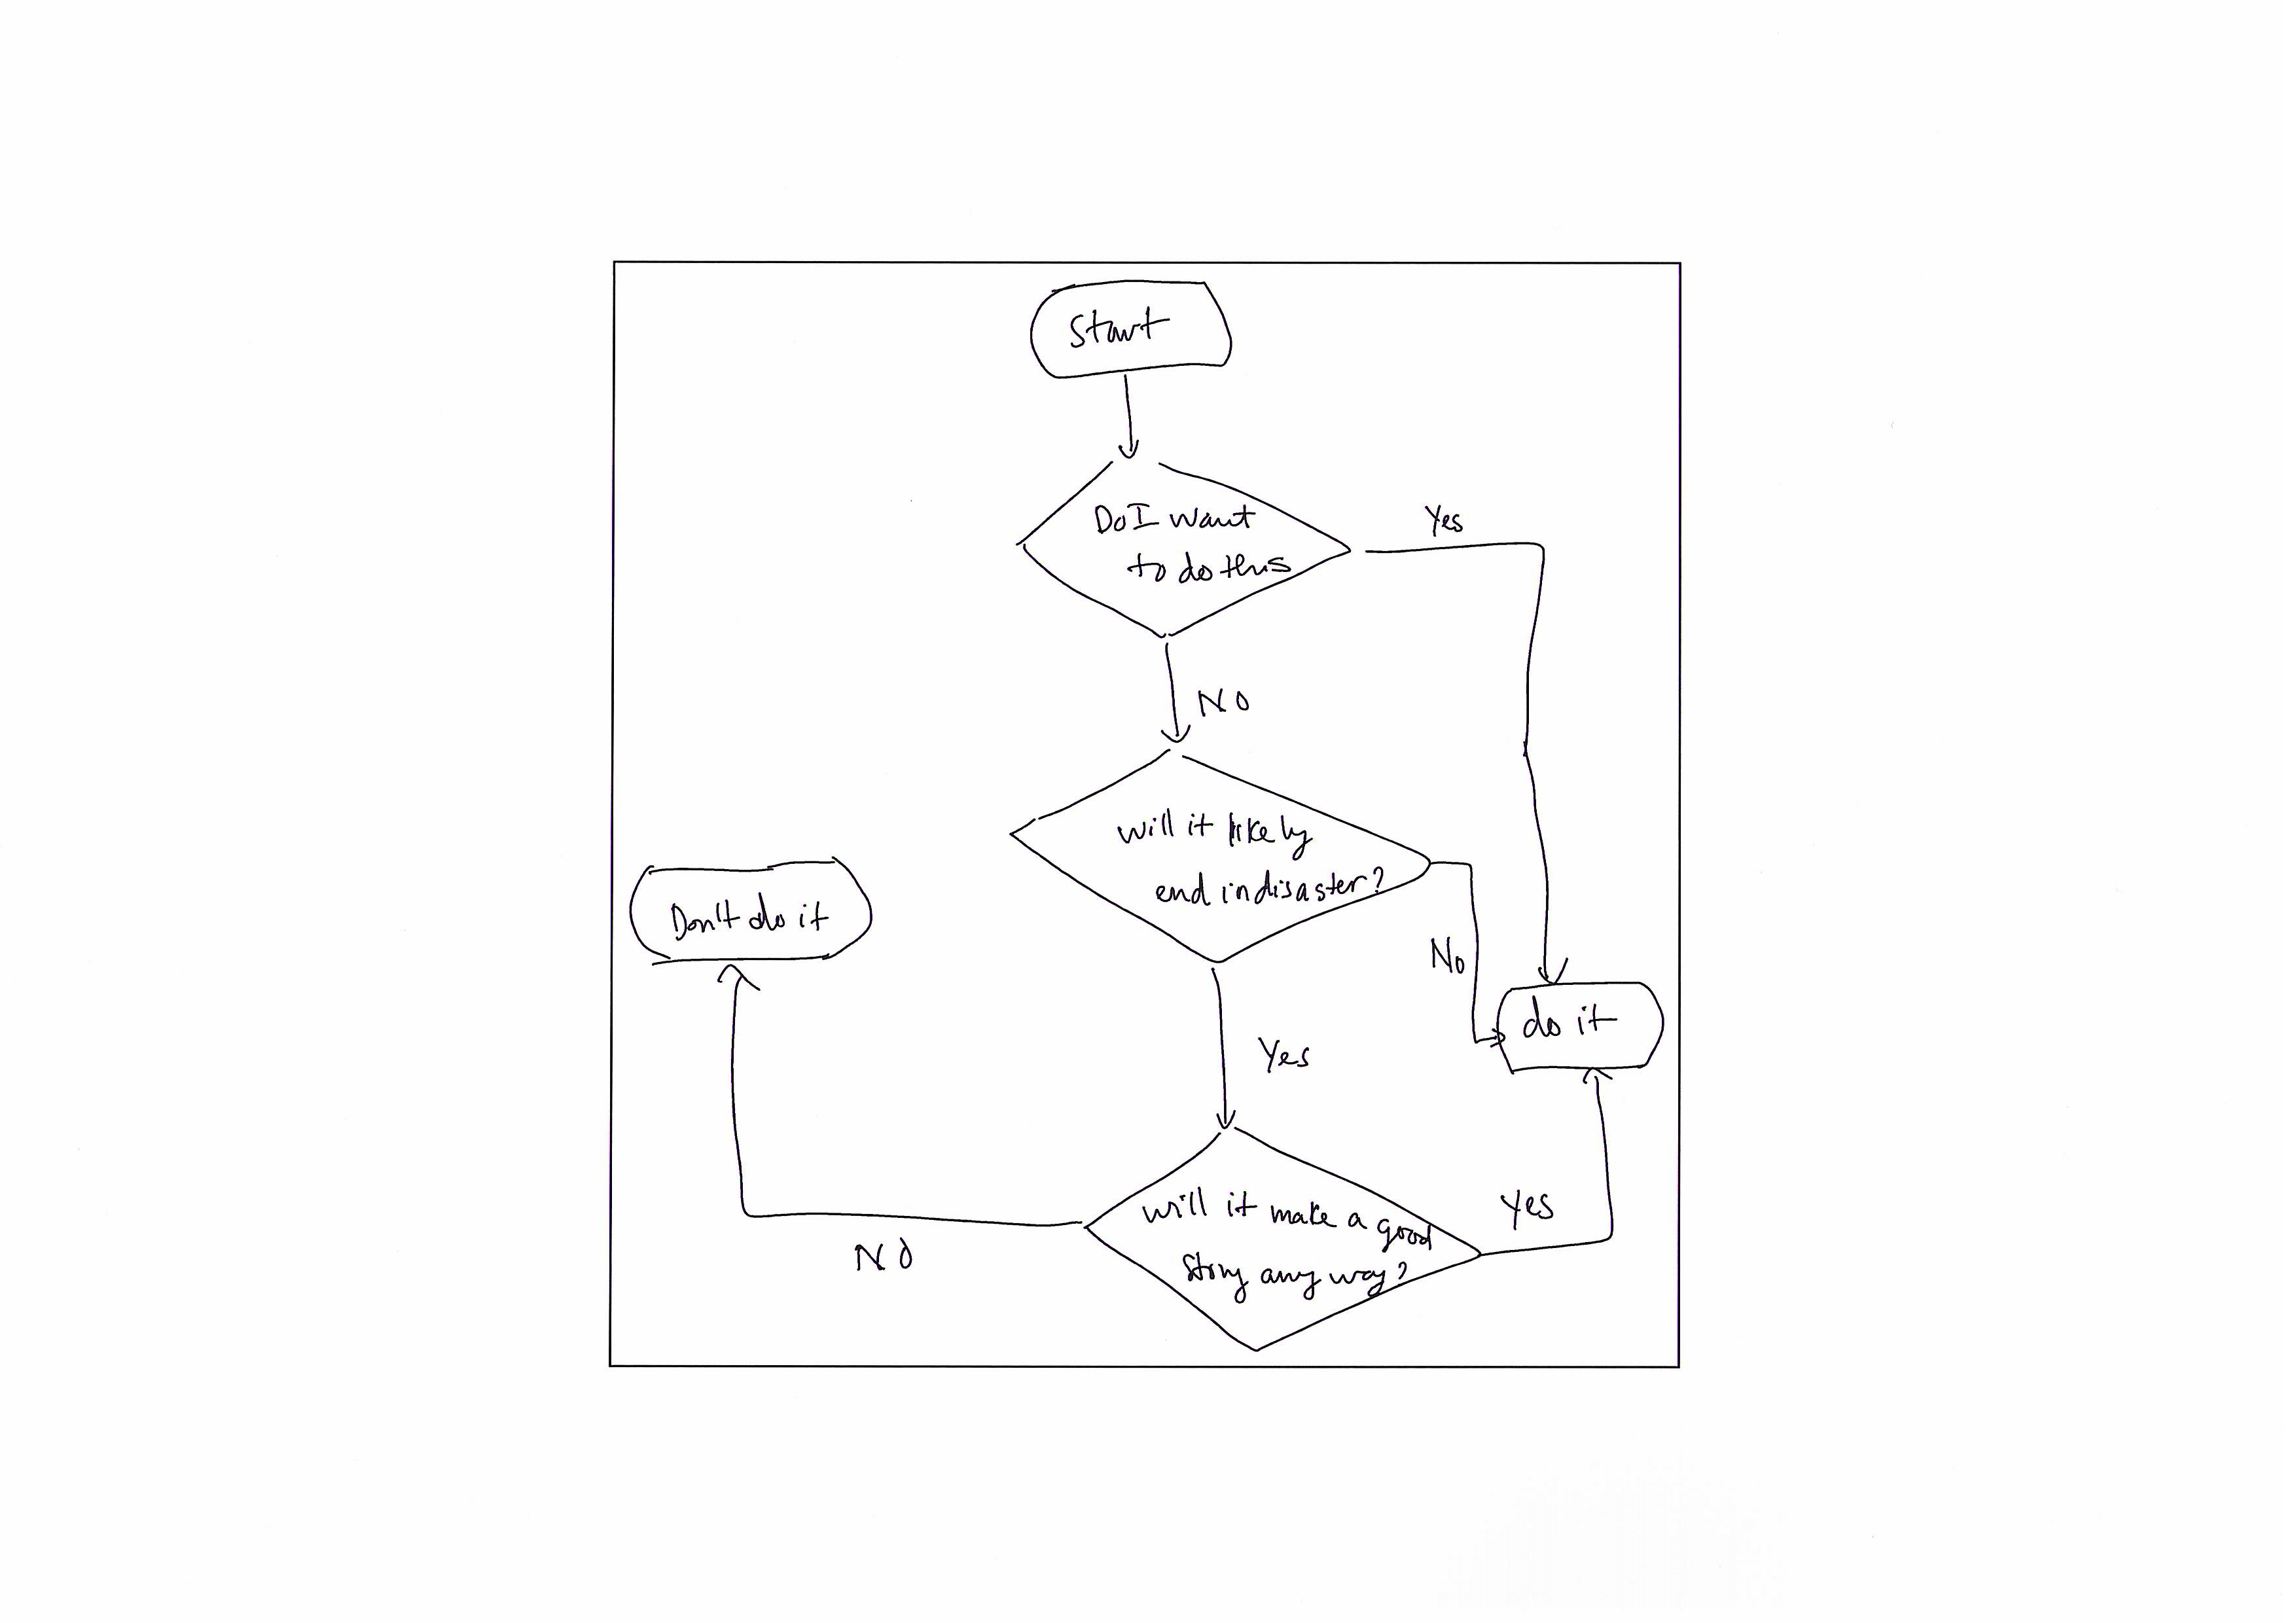 Start
Do I want
to do this
Yes
NO
will it likely
end in disaster?
Don't do it
No
do it
Yes
will it make a good
Story any way?
Yes
NO